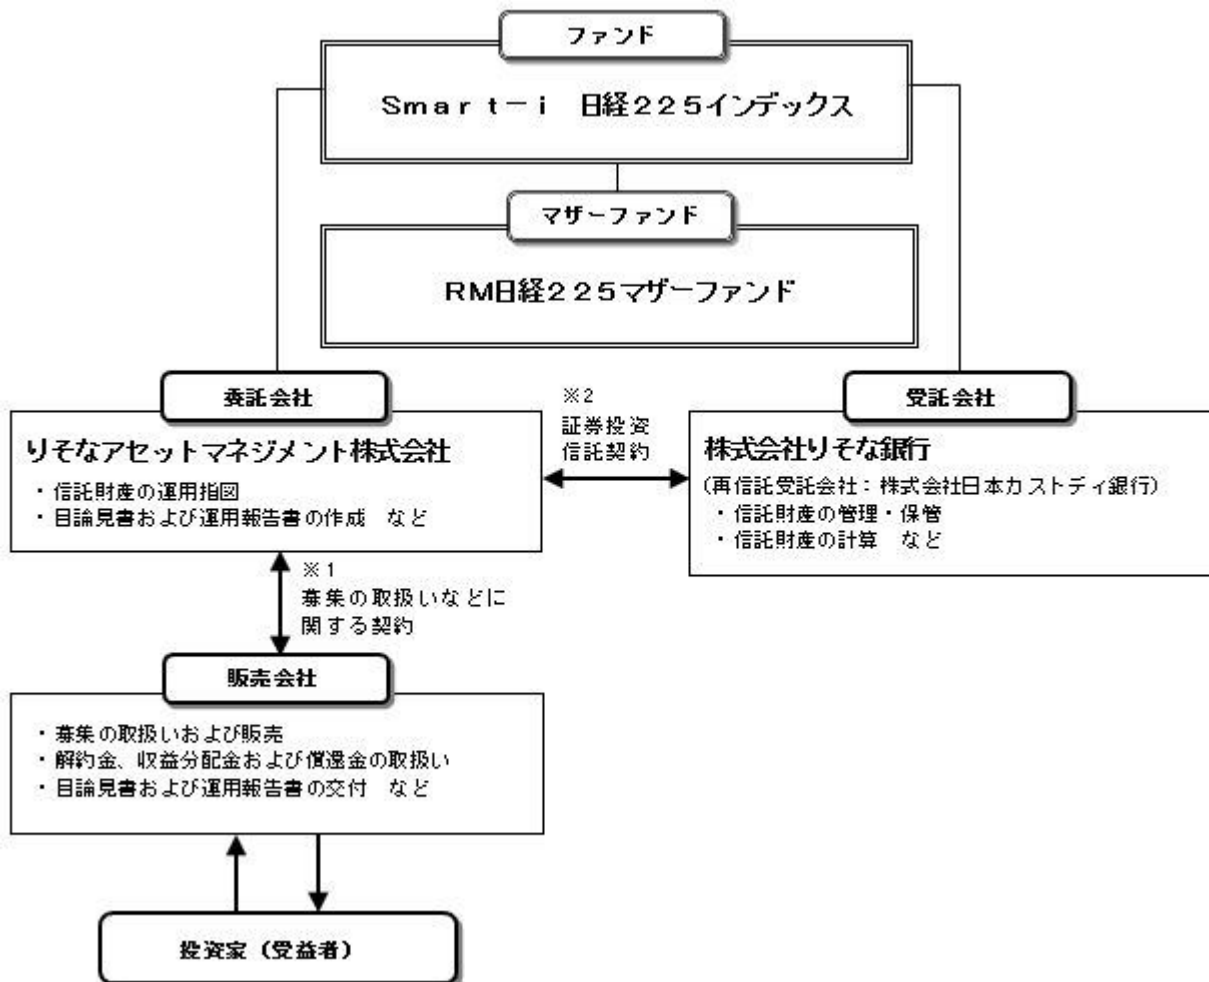 ファンド
Smart－i　日経225インデックス
マザーファンド
RM日経225マザーファンド
委託会社
りそなアセットマネジメント株式会社
・信託財産の運用指図
・目論見書および運用報告書の作成　など
※2
証券投資
信託契約
受託会社
株式会社りそな銀行
（再信託受託会社：株式会社日本カストディ銀行）
・信託財産の管理・保管
・信託財産の計算　など
※1
募集の取扱いなどに
関する契約
販売会社
・募集の取扱いおよび販売
・解約金、収益分配金および償還金の取扱い
・目論見書および運用報告書の交付　など
投資家（受益者）